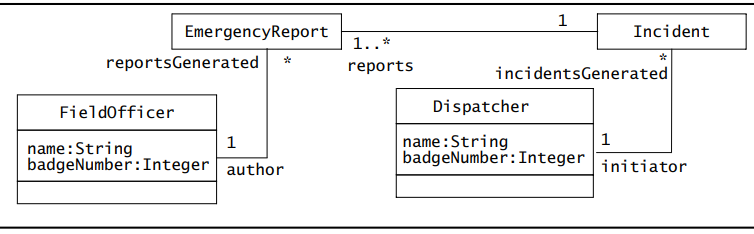 EmergencyReport
1
Incident
1..*
reportsGenerated
*
reports
*
incidentsGenerated
FieldOfficer
Dispatcher
name:String
badgeNumber:Integer
1
author
name:String
badgeNumber:Integer
1
initiator